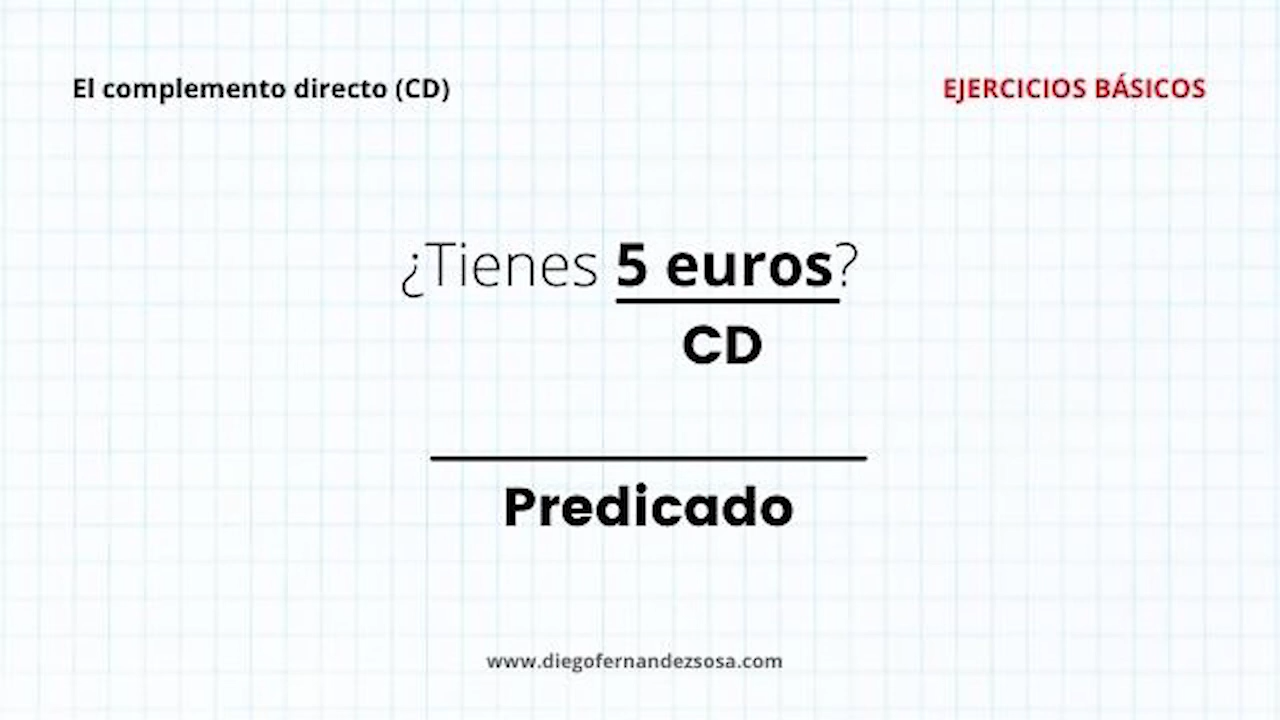 El complemento directo (CD)
EJERCICIOS BÁSICOS
¿Tienes 5 euros?
CD
Predicado
www.diegofernandezsosa.com